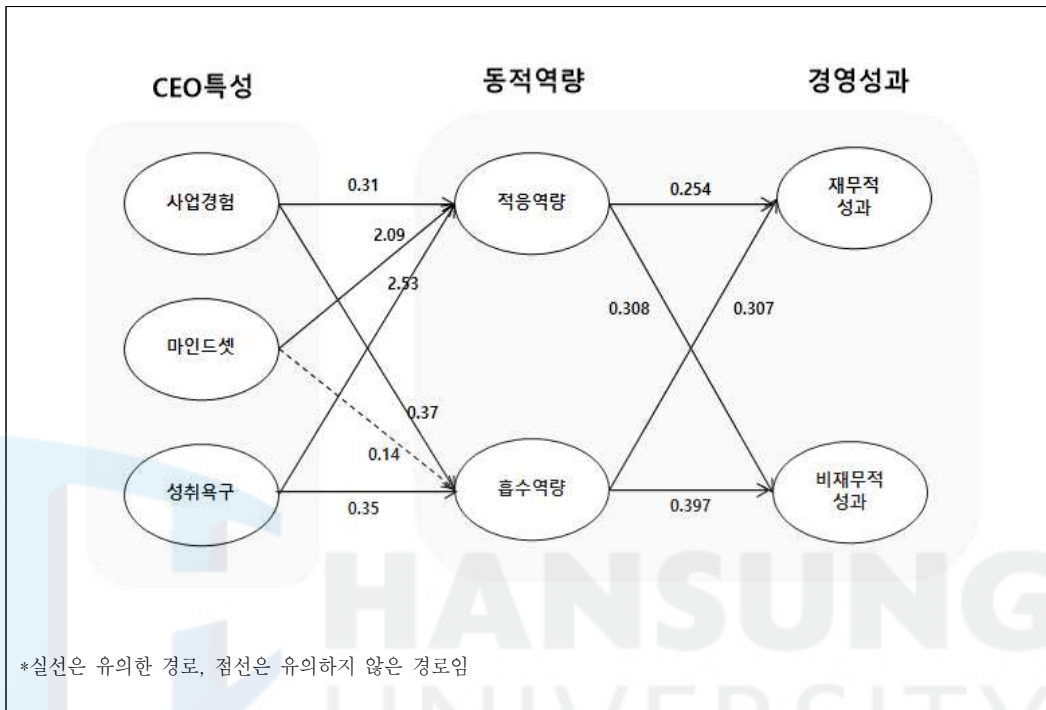 CEO특성
동적역량
경영성과
사업경험
0.31
적응역량
0.254
재무적
성과
2.09
2.53
마인드셋
0.308
0.307
0.37
0.14
성취욕구
0.35
흡수역량
0.397
비재무적
성과
HANSUNG
UNIVERSITY
*실선은 유의한 경로, 점선은 유의하지 않은 경로임